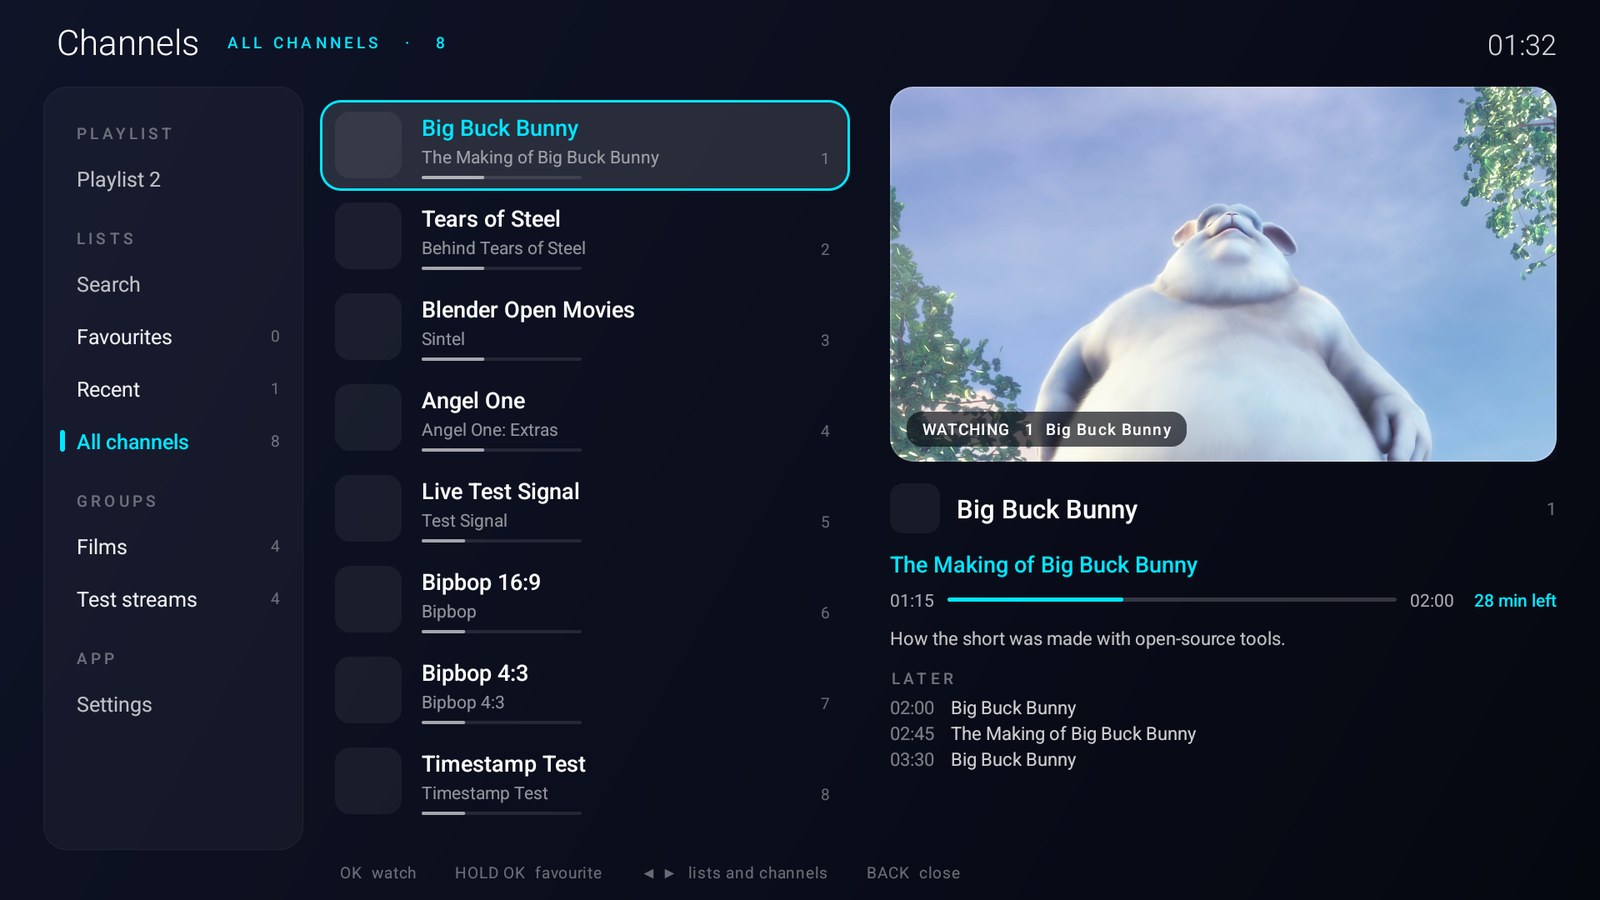 Channels
ALL CHANNELS · 8
01:32
PLAYLIST
Playlist 2
LISTS
Search
Favourites 0
Recent 1
All channels 8
GROUPS
Films 4
Test streams 4
APP
Settings
Big Buck Bunny
The Making of Big Buck Bunny 1
Tears of Steel
Behind Tears of Steel 2
Blender Open Movies
Sintel 3
Angel One
Angel One: Extras 4
Live Test Signal
Test Signal 5
Bipbop 16:9
Bipbop 6
Bipbop 4:3
Bipbop 4:3 7
Timestamp Test
Timestamp Test 8
WATCHING 1 Big Buck Bunny
Big Buck Bunny 1
The Making of Big Buck Bunny
01:15 02:00 28 min left
How the short was made with open-source tools.
LATER
02:00 Big Buck Bunny
02:45 The Making of Big Buck Bunny
03:30 Big Buck Bunny
OK watch HOLD OK favourite ◄ ► lists and channels BACK close